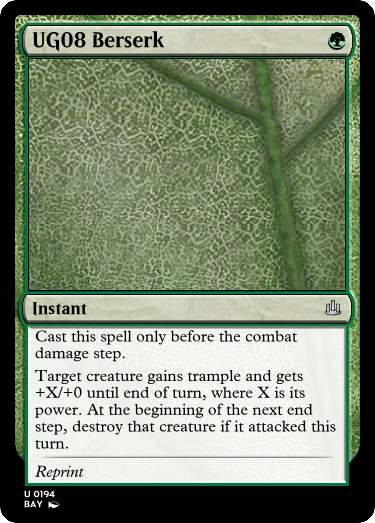 UG08 Berserk
Instant
Cast this spell only before the combat
damage step.
Target creature gains trample and gets
+X/+0 until end of turn, where X is its
power. At the beginning of the next end
step, destroy that creature if it attacked this
turn.
Reprint
U 0194
BAY